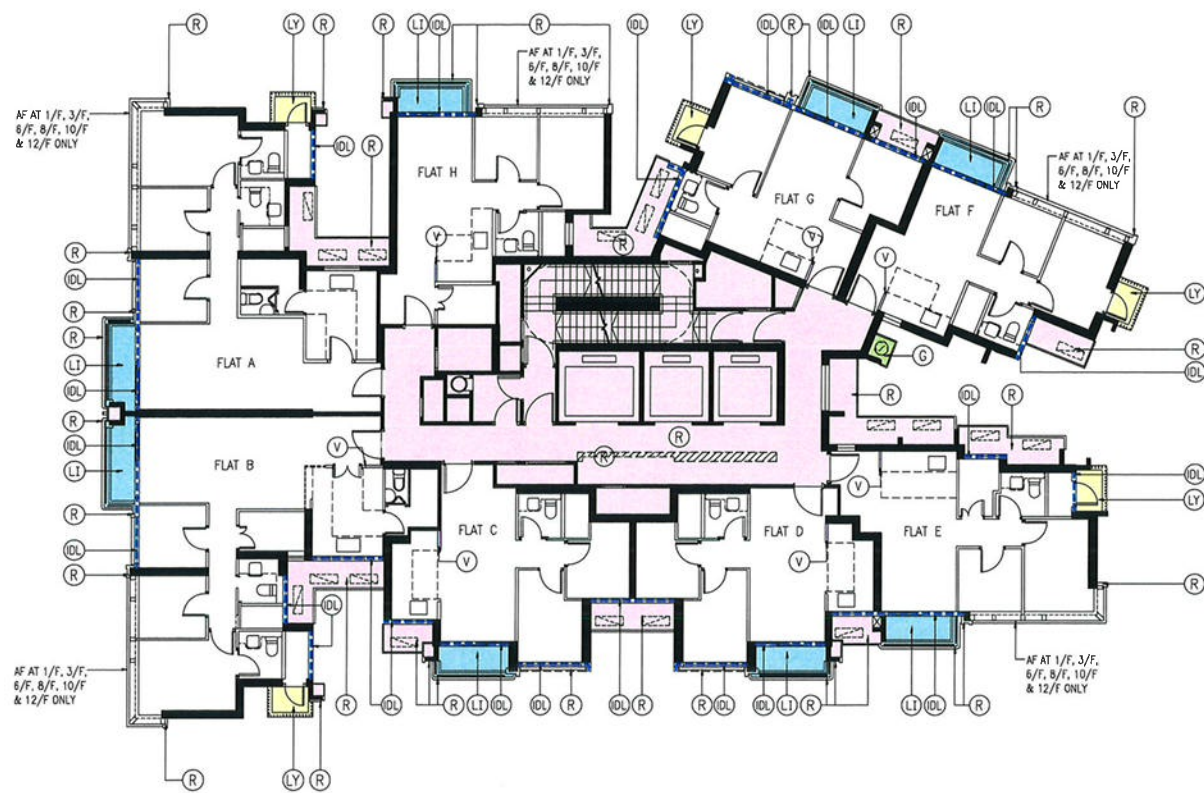 R
LY
R
R
LI
IDL
R
IDL
LY
IDL
R
IDL
LI
R
AF AT 1/F, 3/F,
6/F, 8/F, 10/F
& 12/F ONLY
AF AT 1/F, 3/F,
6/F, 8/F, 10/F
& 12/F ONLY
R
IDL
LI
IDL
R
R
IDL
R
IDL
AF AT 1/F, 3/F,
6/F, 8/F, 10/F
& 12/F ONLY
FLAT H
FLAT G
FLAT F
V
R
V
V
R
IDL
R
R
LI
FLAT A
LY
R
IDL
G
R
R
IDL
LI
FLAT B
V
R
R
IDL
R
V
IDL
LY
R
IDL
R
FLAT C
V
FLAT D
V
FLAT E
R
IDL
R
AF AT 1/F, 3/F,
6/F, 8/F, 10/F
& 12/F ONLY
AF AT 1/F, 3/F,
6/F, 8/F, 10/F
& 12/F ONLY
R
IDL
R
LI
IDL
IDL
R
IDL
R
R
IDL
IDL
LI
R
LI
IDL
R
R
LY
R